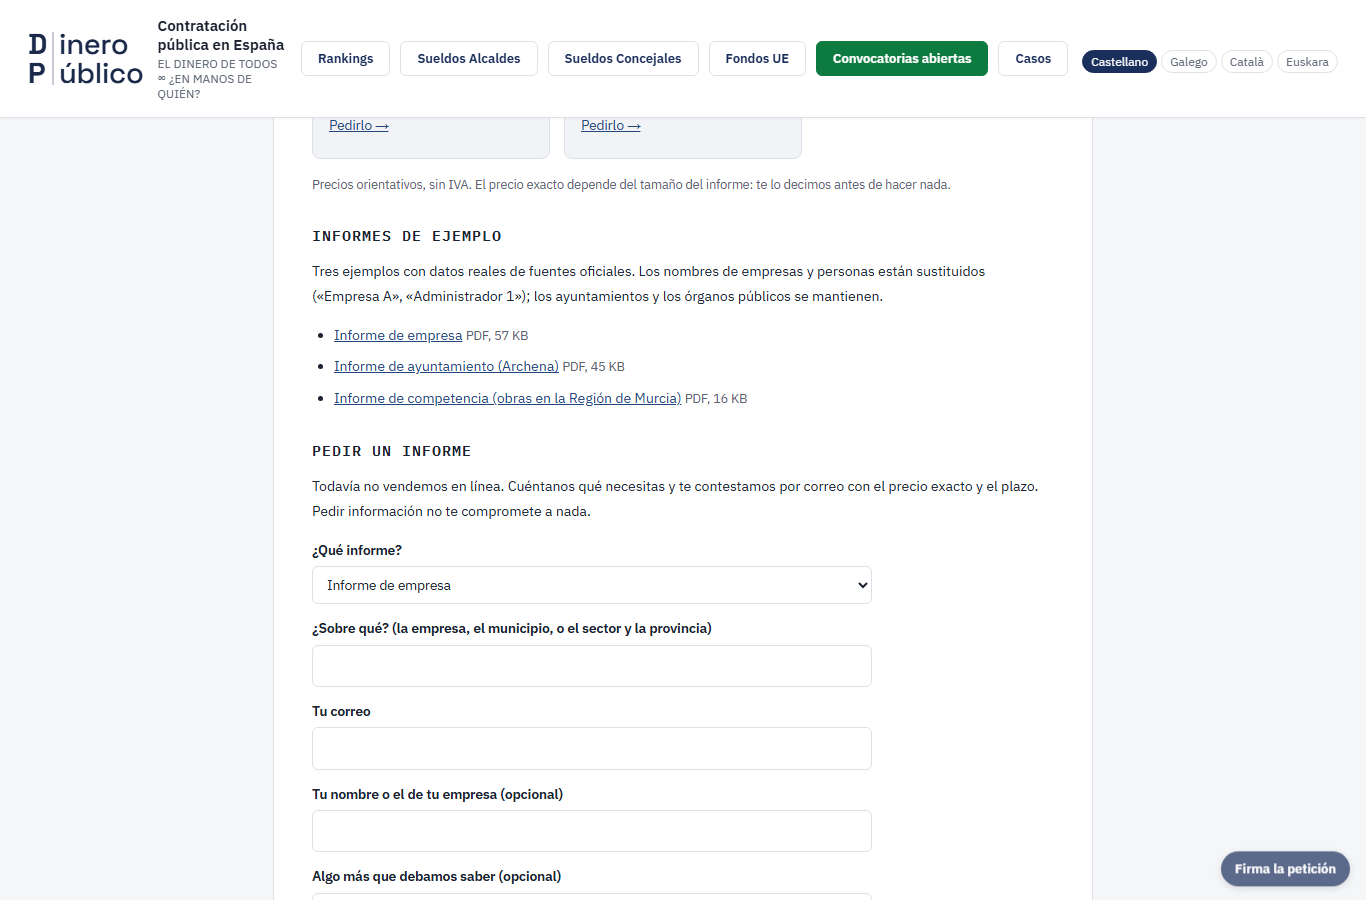 Dinero
Público
Contratación
pública en España
EL DINERO DE TODOS
∞ ¿EN MANOS DE
QUIÉN?
Rankings
Sueldos Alcaldes
Sueldos Concejales
Fondos UE
Convocatorias abiertas
Casos
Castellano
Galego
Català
Euskara
Pedirlo →
Pedirlo →
Precios orientativos, sin IVA. El precio exacto depende del tamaño del informe: te lo decimos antes de hacer nada.
INFORMES DE EJEMPLO
Tres ejemplos con datos reales de fuentes oficiales. Los nombres de empresas y personas están sustituidos
(«Empresa A», «Administrador 1»); los ayuntamientos y los órganos públicos se mantienen.
• Informe de empresa PDF, 57 KB
• Informe de ayuntamiento (Archena) PDF, 45 KB
• Informe de competencia (obras en la Región de Murcia) PDF, 16 KB
PEDIR UN INFORME
Todavía no vendemos en línea. Cuéntanos qué necesitas y te contestamos por correo con el precio exacto y el plazo.
Pedir información no te compromete a nada.
¿Qué informe?
Informe de empresa
¿Sobre qué? (la empresa, el municipio, o el sector y la provincia)
Tu correo
Tu nombre o el de tu empresa (opcional)
Algo más que debamos saber (opcional)
Firma la petición